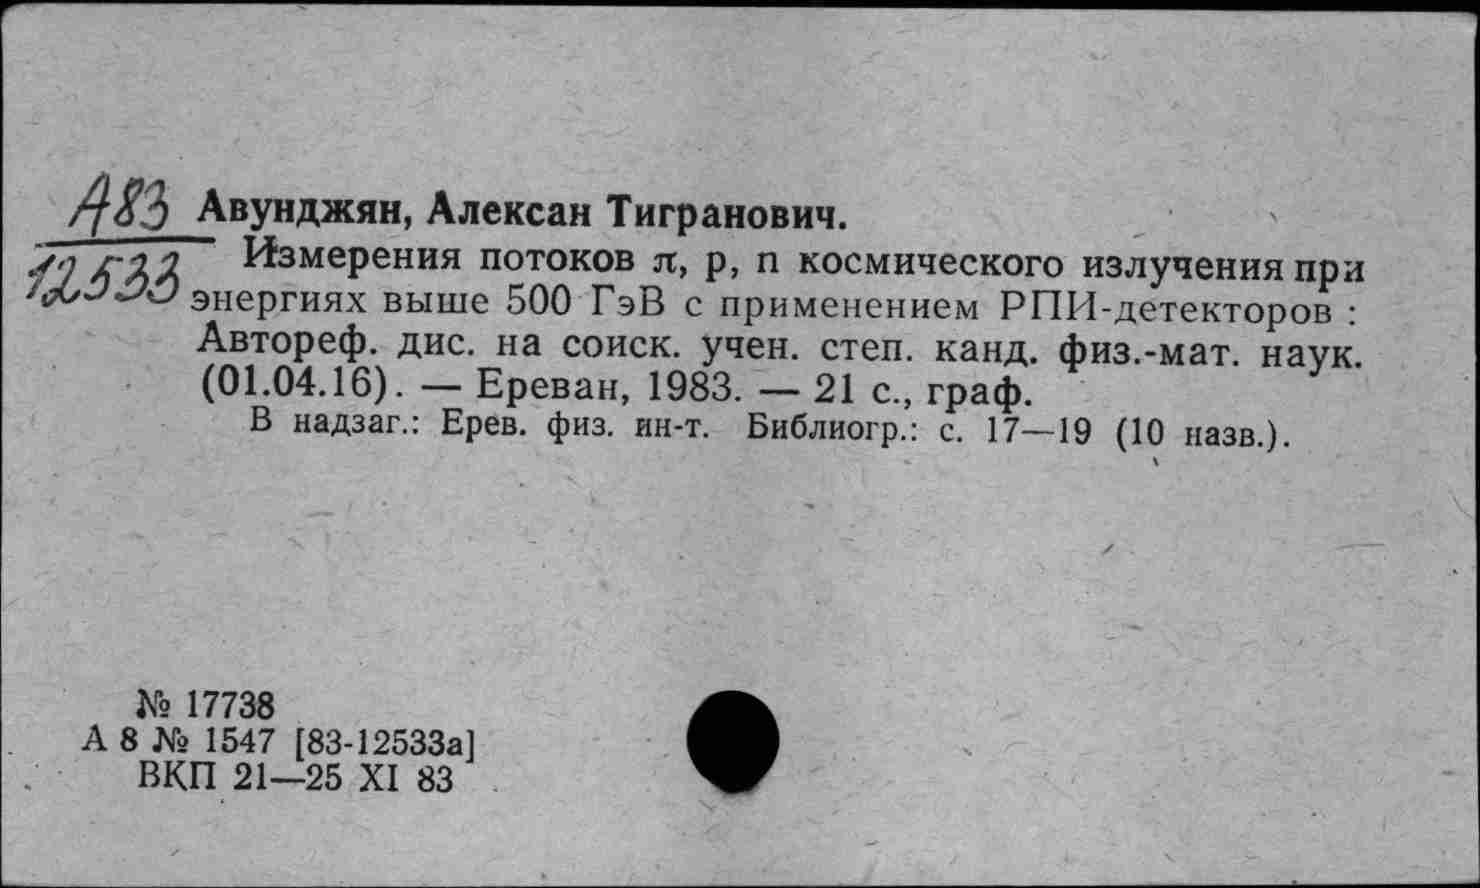 А83 Авунджян, Алексан Тигранович.
12533 Измерения потоков π, p, n космического излучения при
энергиях выше 500 ГэВ с применением РПИ-детекторов :
Автореф. дис. на соиск. учен. степ. канд. физ.-мат. наук.
(01.04.16). — Ереван, 1983. — 21 с., граф.
В надзаг.: Ерев. физ. ин-т. Библиогр.: с. 17—19 (10 назв.).
№ 17738
А 8 № 1547 [83-12533а]
ВКП 21—25 XI 83